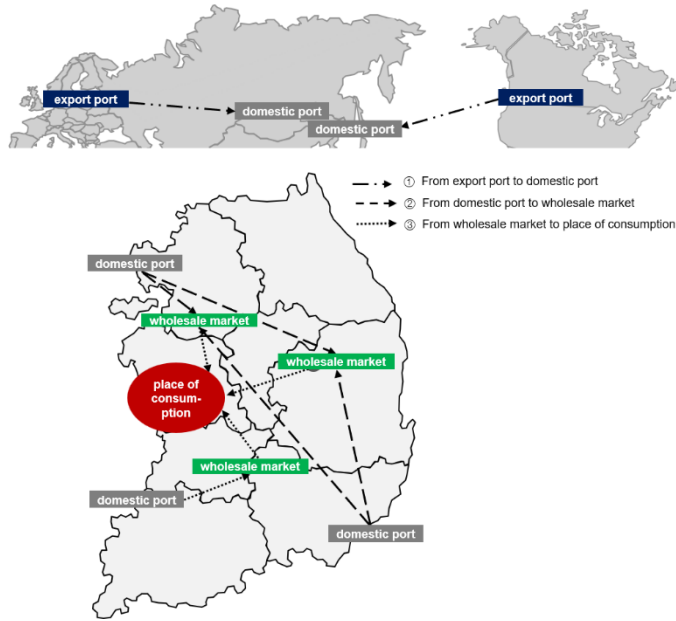 export port
domestic port
domestic port
export port
① From export port to domestic port
② From domestic port to wholesale market
③ From wholesale market to place of consumption
domestic port
wholesale market
wholesale market
place of
consum-
ption
wholesale market
domestic port
domestic port